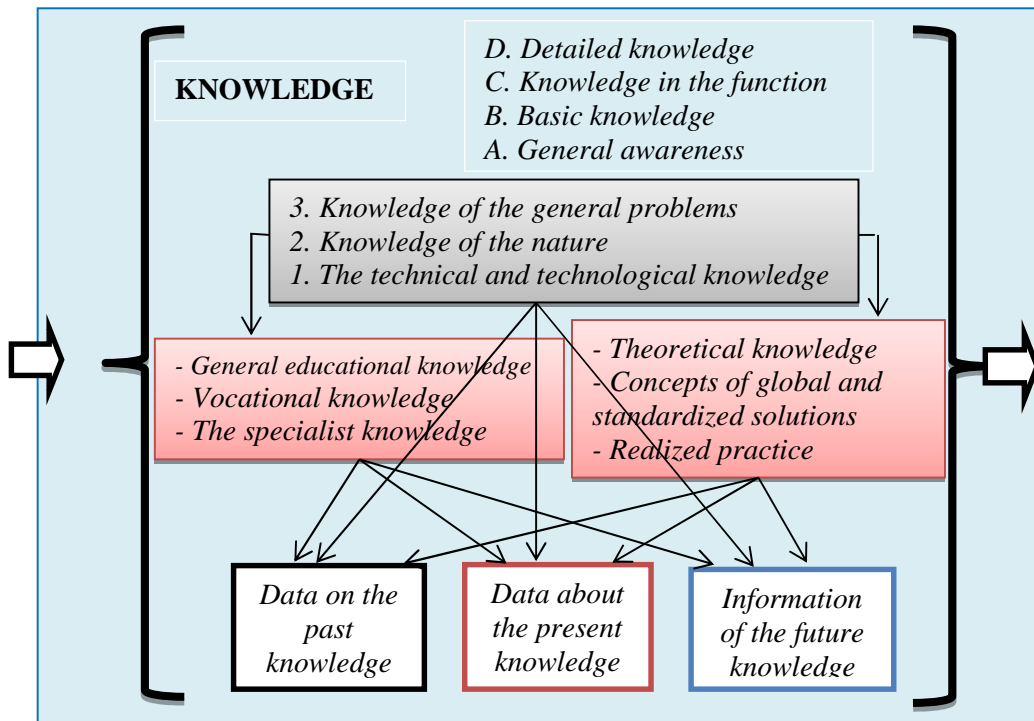 KNOWLEDGE
D. Detailed knowledge
C. Knowledge in the function
B. Basic knowledge
A. General awareness
3. Knowledge of the general problems
2. Knowledge of the nature
1. The technical and technological knowledge
- General educational knowledge
- Vocational knowledge
- The specialist knowledge
- Theoretical knowledge
- Concepts of global and
standardized solutions
- Realized practice
Data on the
past
knowledge
Data about
the present
knowledge
Information
of the future
knowledge